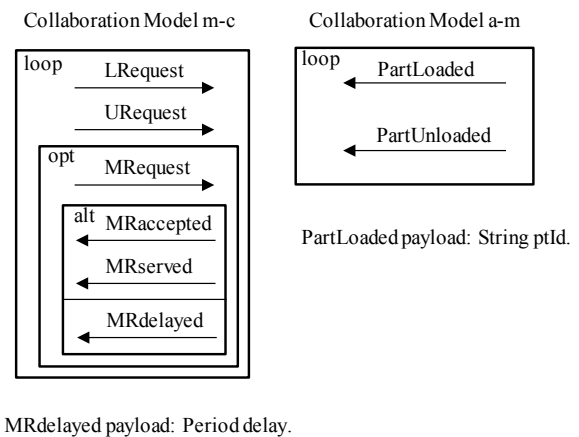 Collaboration Model m-c
loop
LRequest
URequest
opt
MRequest
alt
MRaccepted
MRserved
MRdelayed
MRdelayed payload: Period delay.
Collaboration Model a-m
loop
PartLoaded
PartUnloaded
PartLoaded payload: String ptId.